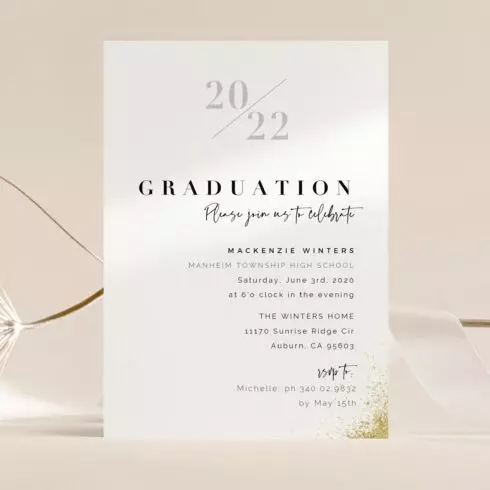 20
22
GRADUATION
Please join us to celebrate
MACKENZIE WINTERS
MANHEIM TOWNSHIP HIGH SCHOOL
Saturday, June 3rd, 2020
at 6'o clock in the evening
THE WINTERS HOME
11170 Sunrise Ridge Cir
Auburn, CA,95603
rsvp to:
Michelle: ph 340.02.9832
by May 15th